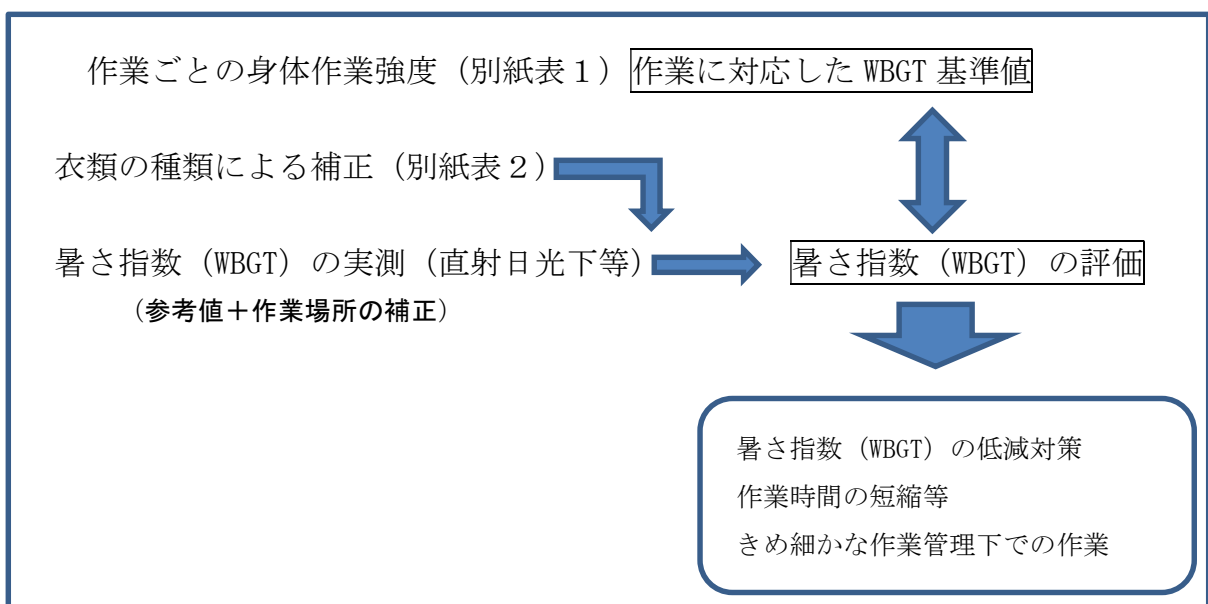 作業ごとの身体作業強度（別紙表１）作業に対応した WBGT 基準値
衣類の種類による補正（別紙表２）
暑さ指数（WBGT）の実測（直射日光下等） 暑さ指数（WBGT）の評価
（参考値＋作業場所の補正）
暑さ指数（WBGT）の低減対策
作業時間の短縮等
きめ細かな作業管理下での作業